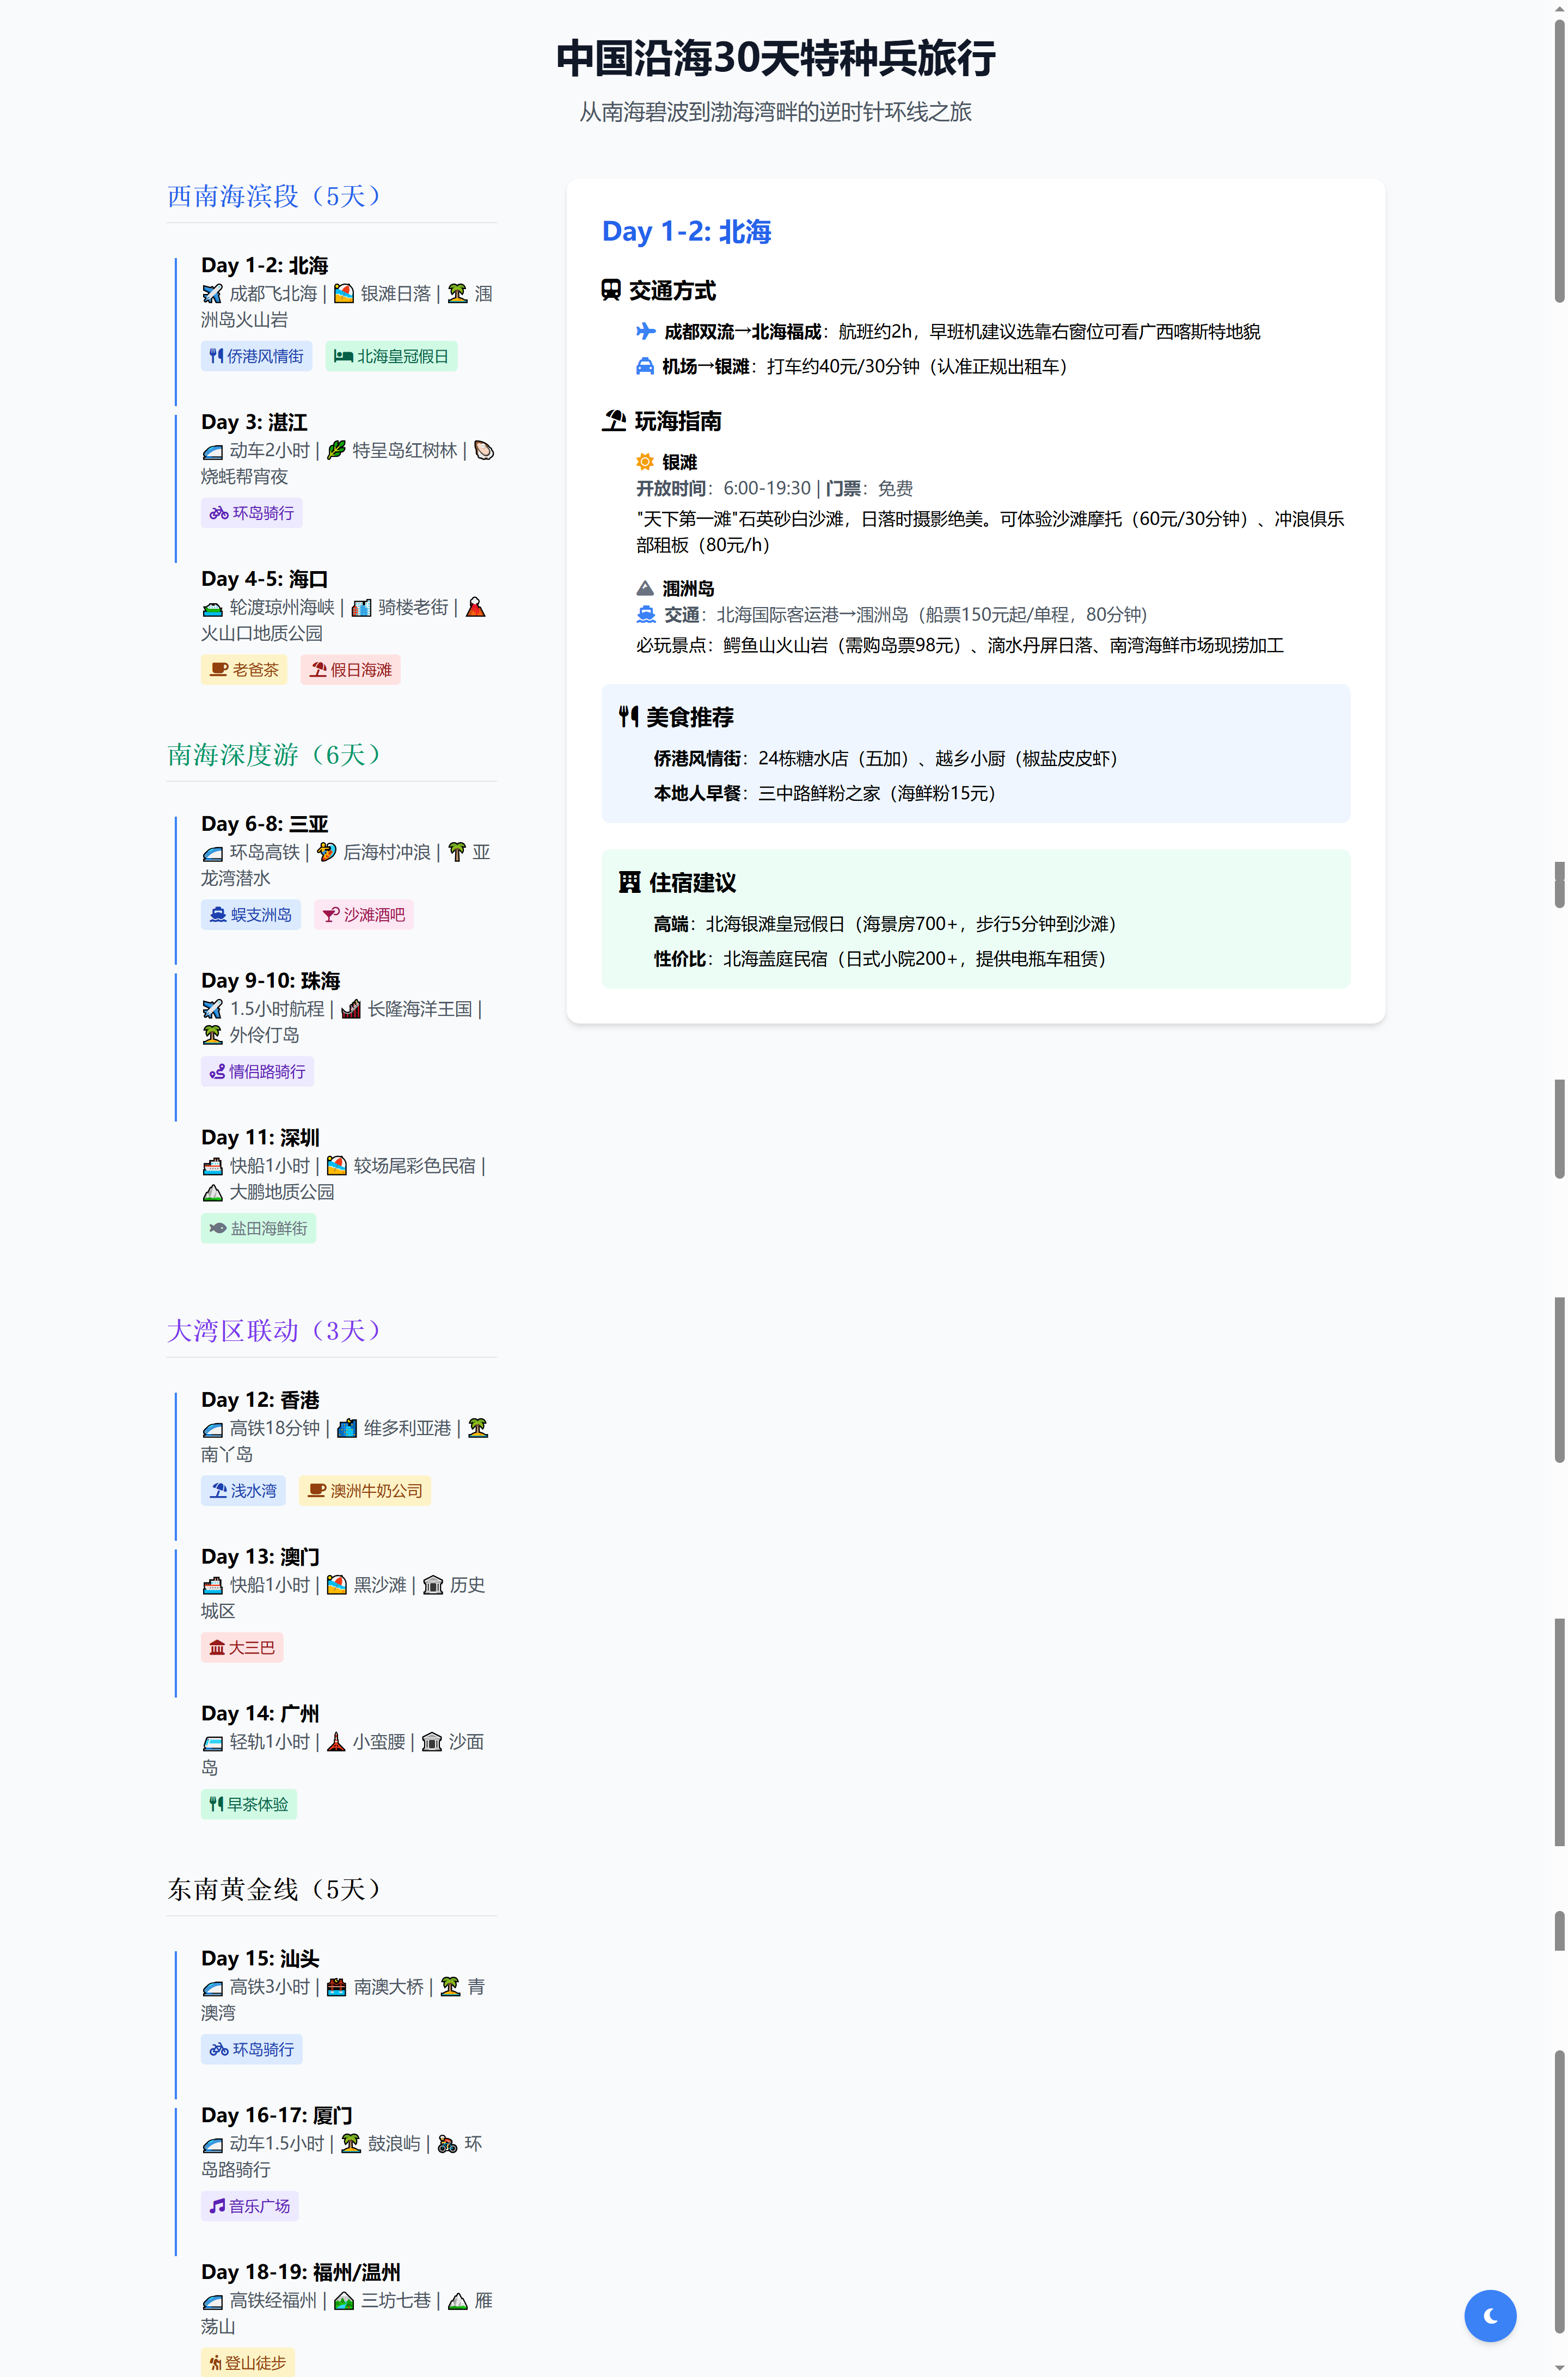 中国沿海30天特种兵旅行
从南海碧波到渤海湾畔的逆时针环线之旅
西南海滨段（5天）
Day 1-2: 北海
✈️ 成都飞北海 | 🏖️ 银滩日落 | 🏝️ 涠
洲岛火山岩
侨港风情街 北海皇冠假日
Day 3: 湛江
🚄 动车2小时 | 🌿 特呈岛红树林 | 🦪
烧蚝帮宵夜
环岛骑行
Day 4-5: 海口
⛴️ 轮渡琼州海峡 | 🏙️ 骑楼老街 | 🌋
火山口地质公园
老爸茶 假日海滩
南海深度游（6天）
Day 6-8: 三亚
🚄 环岛高铁 | 🏄 后海村冲浪 | 🌴 亚
龙湾潜水
蜈支洲岛 沙滩酒吧
Day 9-10: 珠海
✈️ 1.5小时航程 | 🎢 长隆海洋王国 |
🏝️ 外伶仃岛
情侣路骑行
Day 11: 深圳
🚢 快船1小时 | 🏖️ 较场尾彩色民宿 |
⛰️ 大鹏地质公园
盐田海鲜街
大湾区联动（3天）
Day 12: 香港
🚄 高铁18分钟 | 🌃 维多利亚港 | 🏝️
南丫岛
浅水湾 澳洲牛奶公司
Day 13: 澳门
🚢 快船1小时 | 🏖️ 黑沙滩 | 🏛️ 历史
城区
大三巴
Day 14: 广州
🚈 轻轨1小时 | 🗼 小蛮腰 | 🏛️ 沙面
岛
早茶体验
东南黄金线（5天）
Day 15: 汕头
🚄 高铁3小时 | 🌉 南澳大桥 | 🏝️ 青
澳湾
环岛骑行
Day 16-17: 厦门
🚄 动车1.5小时 | 🏝️ 鼓浪屿 | 🚴 环
岛路骑行
音乐广场
Day 18-19: 福州/温州
🚄 高铁经福州 | 🏞️ 三坊七巷 | ⛰️ 雁
荡山
登山徒步
Day 1-2: 北海
交通方式
成都双流→北海福成：航班约2h，早班机建议选靠右窗位可看广西喀斯特地貌
机场→银滩：打车约40元/30分钟（认准正规出租车）
玩海指南
银滩
开放时间：6:00-19:30 | 门票：免费
"天下第一滩"石英砂白沙滩，日落时摄影绝美。可体验沙滩摩托（60元/30分钟）、冲浪俱乐
部租板（80元/h）
涠洲岛
交通：北海国际客运港→涠洲岛（船票150元起/单程，80分钟）
必玩景点：鳄鱼山火山岩（需购岛票98元）、滴水丹屏日落、南湾海鲜市场现捞加工
美食推荐
侨港风情街：24栋糖水店（五加）、越乡小厨（椒盐皮皮虾）
本地人早餐：三中路鲜粉之家（海鲜粉15元）
住宿建议
高端：北海银滩皇冠假日（海景房700+，步行5分钟到沙滩）
性价比：北海盖庭民宿（日式小院200+，提供电瓶车租赁）